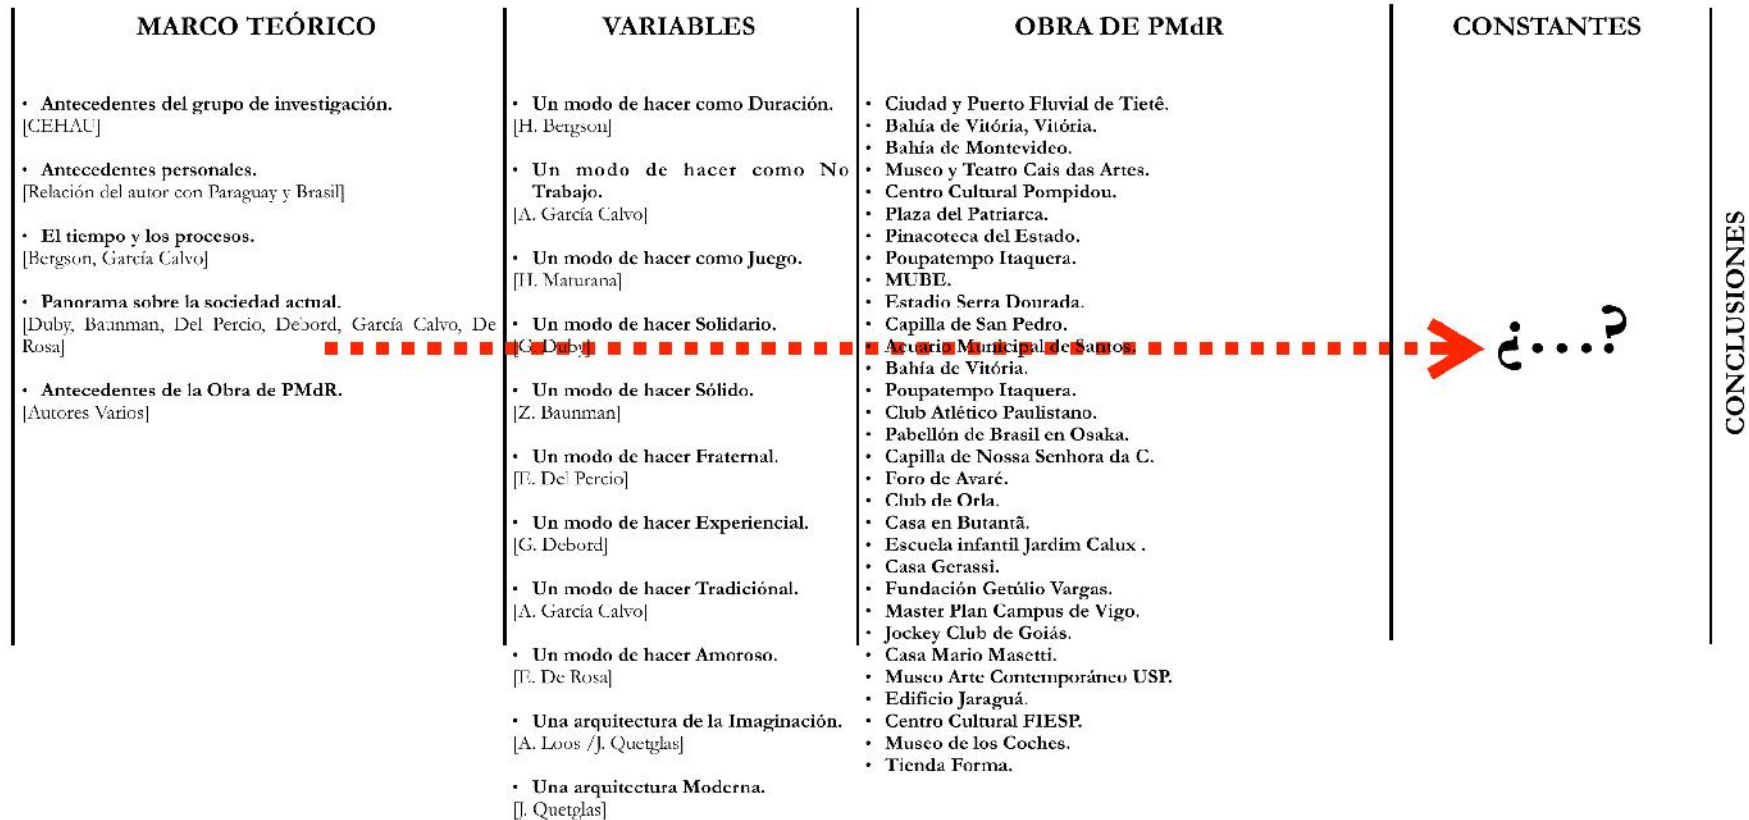 MARCO TEÓRICO
• Antecedentes del grupo de investigación.
[CEHAU]
• Antecedentes personales.
[Relación del autor con Paraguay y Brasil]
• El tiempo y los procesos.
[Bergson, García Calvo]
• Panorama sobre la sociedad actual.
[Duby, Baunman, Del Percio, Debord, García Calvo, De
Rosa]
• Antecedentes de la Obra de PMdR.
[Autores Varios]
VARIABLES
• Un modo de hacer como Duración.
[H. Bergson]
• Un modo de hacer como No
Trabajo.
[A. García Calvo]
• Un modo de hacer como Juego.
[H. Maturana]
• Un modo de hacer Solidario.
[G. Duby]
• Un modo de hacer Sólido.
[Z. Baunman]
• Un modo de hacer Fraternal.
[E. Del Percio]
• Un modo de hacer Experiencial.
[G. Debord]
• Un modo de hacer Tradiciónal.
[A. García Calvo]
• Un modo de hacer Amoroso.
[E. De Rosa]
• Una arquitectura de la Imaginación.
[A. Loos /J. Quetglas]
• Una arquitectura Moderna.
[J. Quetglas]
OBRA DE PMdR
• Ciudad y Puerto Fluvial de Tietê.
• Bahía de Vitória, Vitória.
• Bahía de Montevideo.
• Museo y Teatro Cais das Artes.
• Centro Cultural Pompidou.
• Plaza del Patriarca.
• Pinacoteca del Estado.
• Poupatempo Itaquera.
• MUBE.
• Estadio Serra Dourada.
• Capilla de San Pedro.
• Acuario Municipal de Santos.
• Bahía de Vitória.
• Poupatempo Itaquera.
• Club Atlético Paulistano.
• Pabellón de Brasil en Osaka.
• Capilla de Nossa Senhora da C.
• Foro de Avaré.
• Club de Orla.
• Casa en Butantã.
• Escuela infantil Jardim Calux .
• Casa Gerassi.
• Fundación Getúlio Vargas.
• Master Plan Campus de Vigo.
• Jockey Club de Goiás.
• Casa Mario Masetti.
• Museo Arte Contemporáneo USP.
• Edificio Jaraguá.
• Centro Cultural FIESP.
• Museo de los Coches.
• Tienda Forma.
CONSTANTES
¿...?
CONCLUSIONES